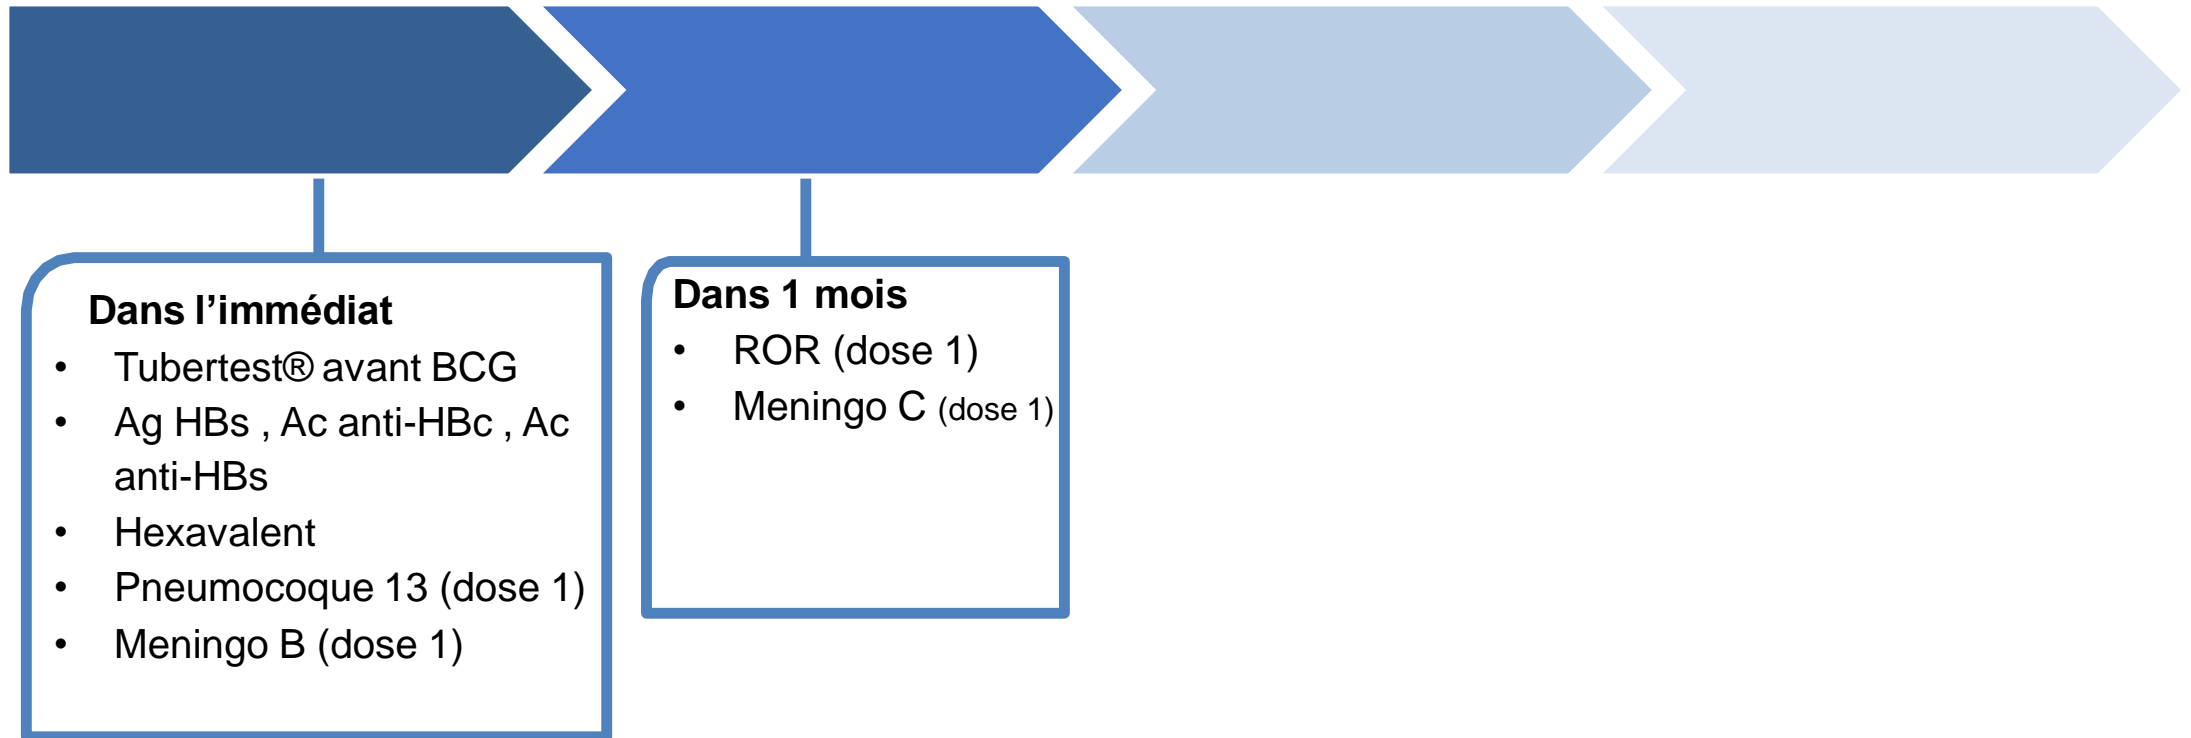 Dans l’immédiat
• Tubertest® avant BCG
• Ag HBs , Ac anti-HBc , Ac
anti-HBs
• Hexavalent
• Pneumocoque 13 (dose 1)
• Meningo B (dose 1)
Dans 1 mois
• ROR (dose 1)
• Meningo C (dose 1)